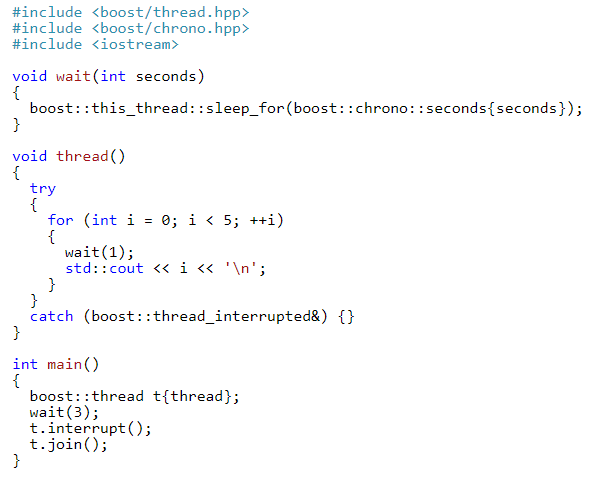 #include <boost/thread.hpp>
#include <boost/chrono.hpp>
#include <iostream>

void wait(int seconds)
{
  boost::this_thread::sleep_for(boost::chrono::seconds{seconds});
}

void thread()
{
  try
  {
    for (int i = 0; i < 5; ++i)
    {
      wait(1);
      std::cout << i << '\n';
    }
  }
  catch (boost::thread_interrupted&) {}
}

int main()
{
  boost::thread t{thread};
  wait(3);
  t.interrupt();
  t.join();
}